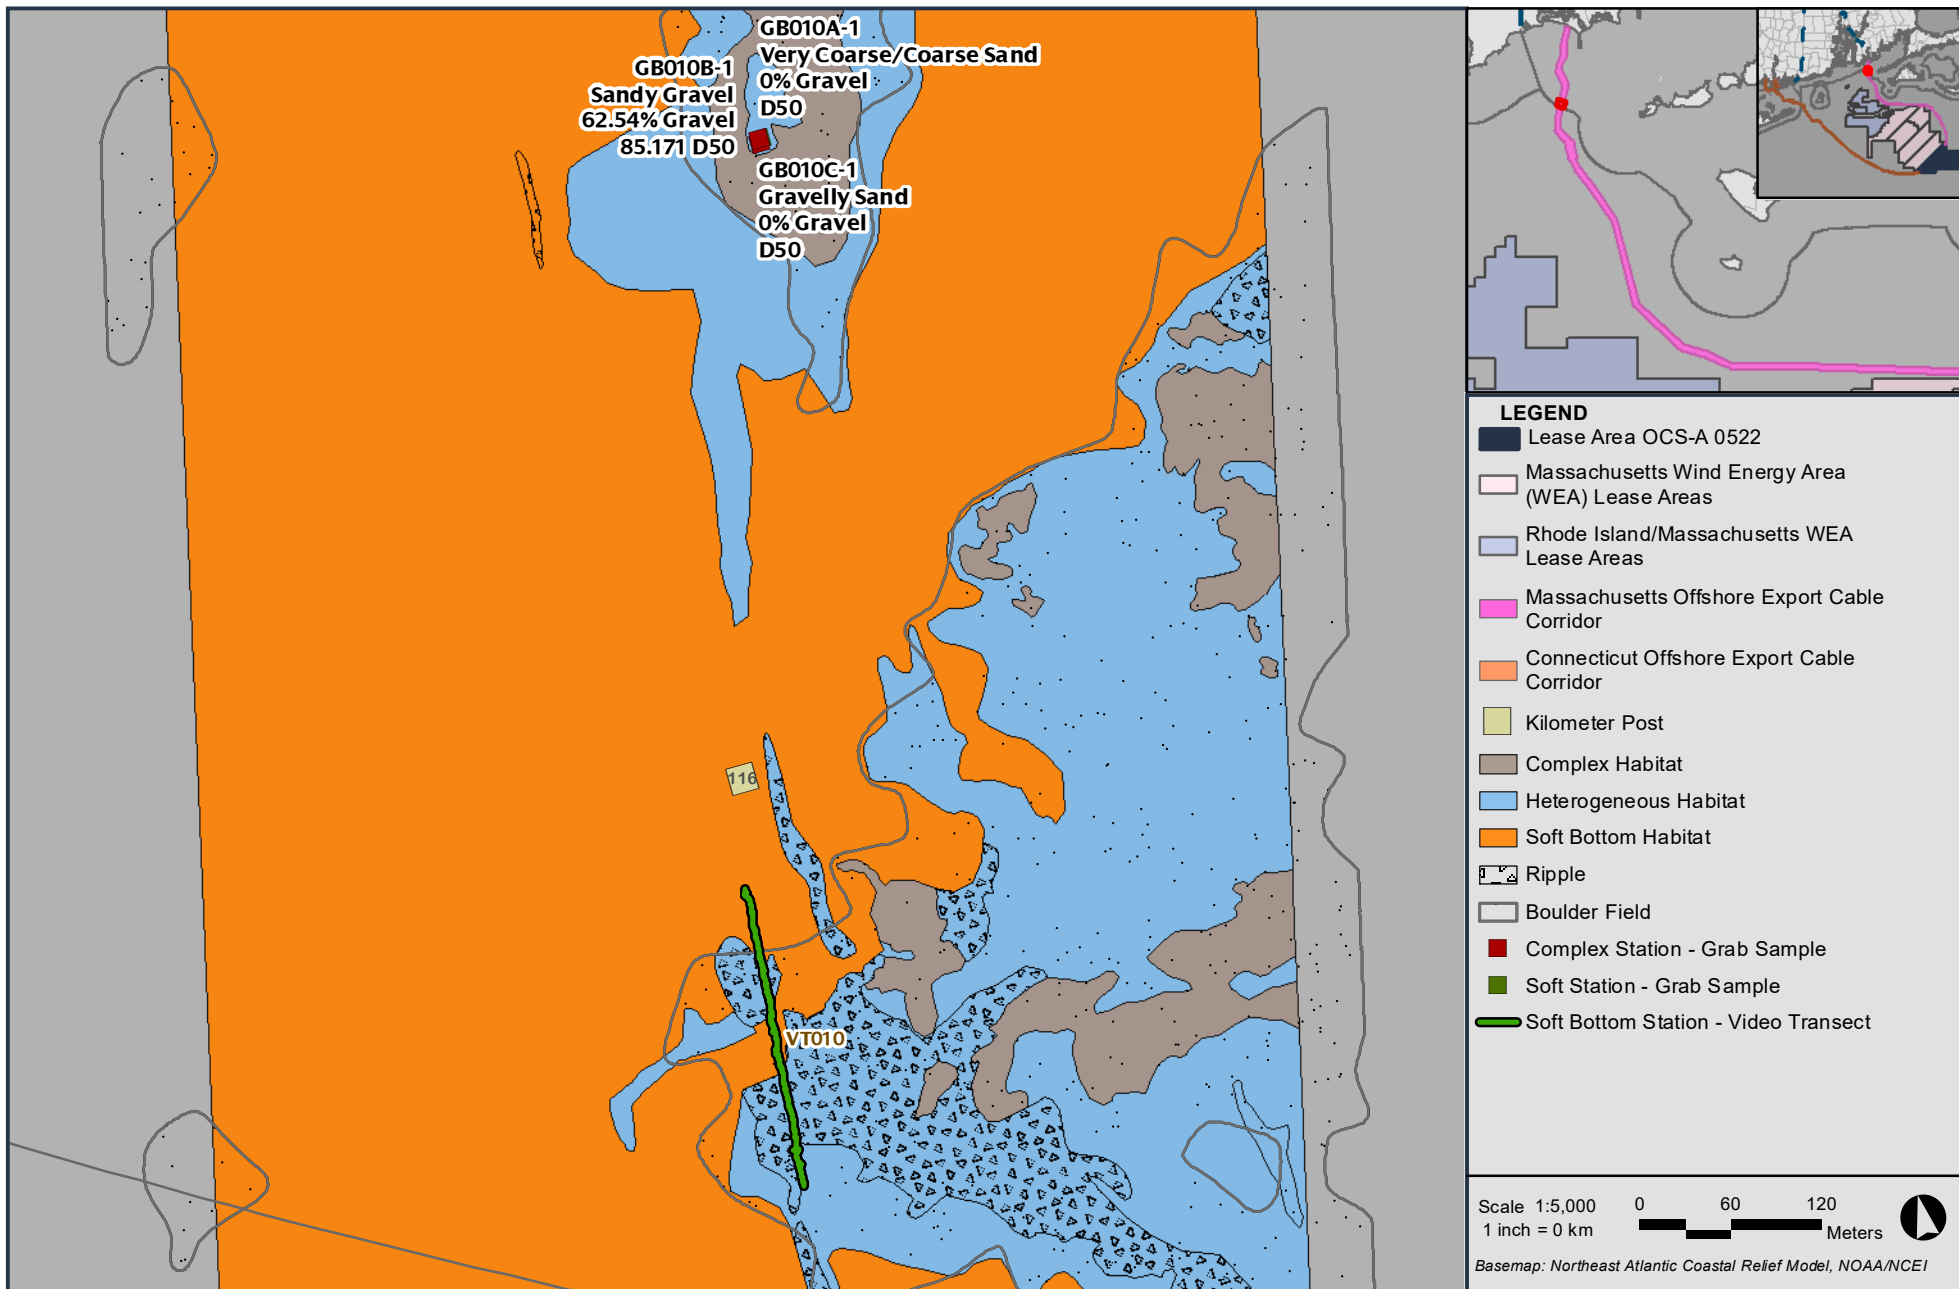 GB010A-1
Very Coarse/Coarse Sand
0% Gravel
D50
GB010B-1
Sandy Gravel
62.54% Gravel
85.171 D50
GB010C-1
Gravelly Sand
0% Gravel
D50
116
VT010
LEGEND
Lease Area OCS-A 0522
Massachusetts Wind Energy Area
(WEA) Lease Areas
Rhode Island/Massachusetts WEA
Lease Areas
Massachusetts Offshore Export Cable
Corridor
Connecticut Offshore Export Cable
Corridor
Kilometer Post
Complex Habitat
Heterogeneous Habitat
Soft Bottom Habitat
Ripple
Boulder Field
Complex Station - Grab Sample
Soft Station - Grab Sample
Soft Bottom Station - Video Transect
Scale 1:5,000
1 inch = 0 km
0 60 120
Meters
Basemap: Northeast Atlantic Coastal Relief Model, NOAA/NCEI